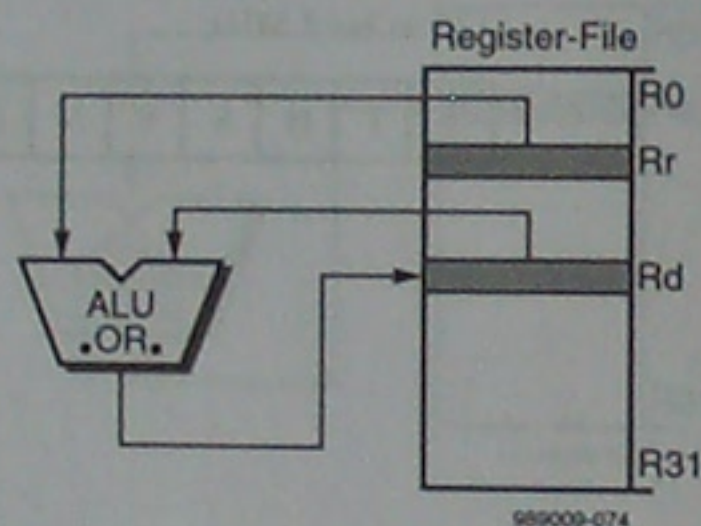 Register-File
R0
Rr
Rd
ALU
.OR.
R31
989009-074